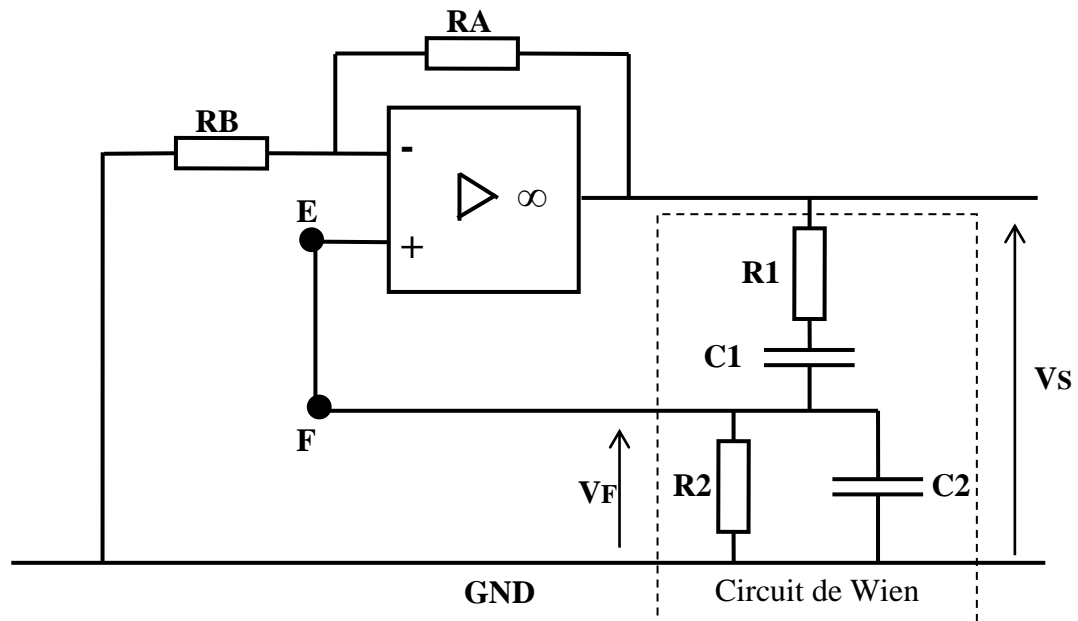 RA
RB
-
∞
E
+
R1
C1
VS
F
VF
R2
C2
GND
Circuit de Wien